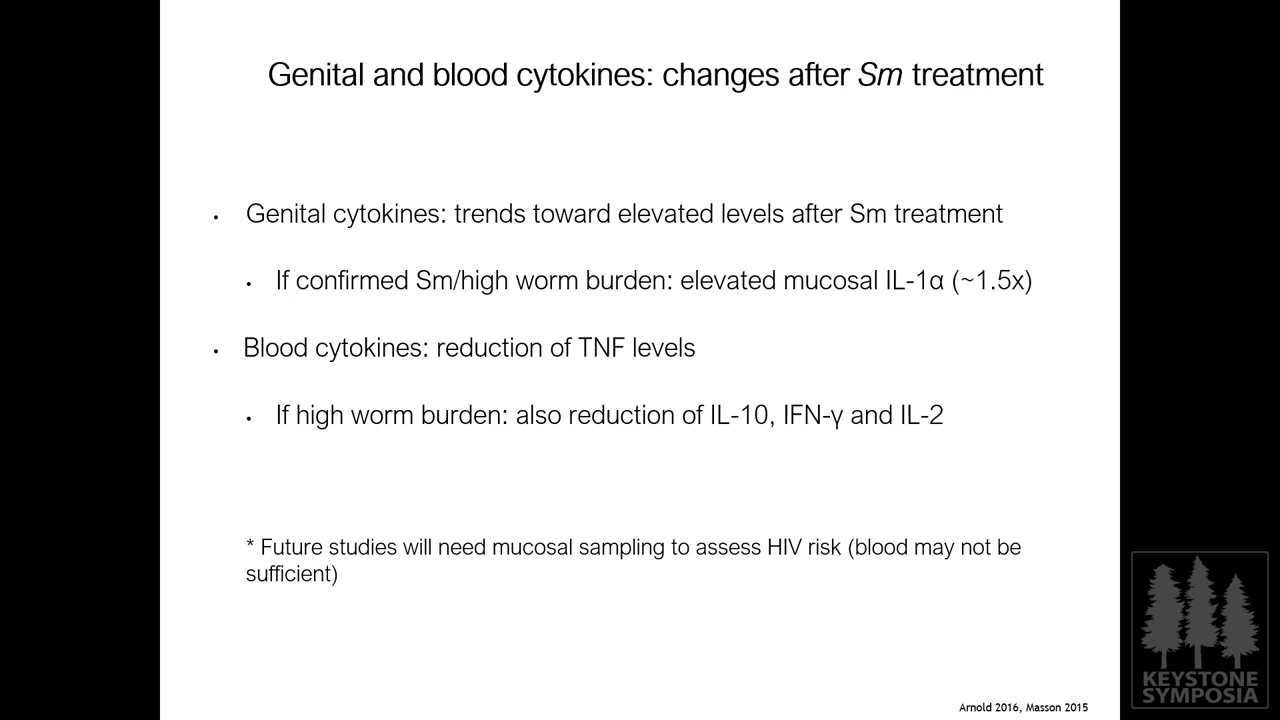 Genital and blood cytokines: changes after Sm treatment
• Genital cytokines: trends toward elevated levels after Sm treatment
• If confirmed Sm/high worm burden: elevated mucosal IL-1α (~1.5x)
• Blood cytokines: reduction of TNF levels
• If high worm burden: also reduction of IL-10, IFN-γ and IL-2
* Future studies will need mucosal sampling to assess HIV risk (blood may not be
sufficient)
Arnold 2016, Masson 2015
KEYSTONE
SYMPOSIA